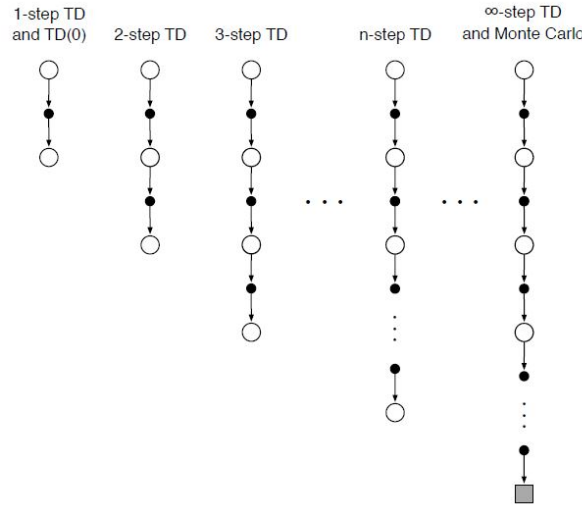 1-step TD
and TD(0)
2-step TD
3-step TD
n-step TD
∞-step TD
and Monte Carlo